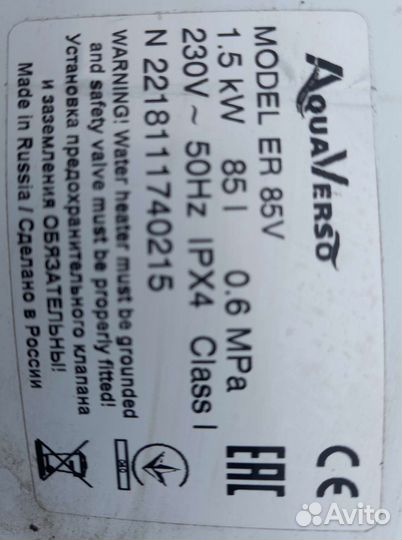 AQUAVERSO
MODEL ER 85V
1.5 kW 85 l 0.6 MPa
230V ~ 50Hz IPX4 Class I
N 2218111740215
WARNING! Water heater must be grounded
and safety valve must be properly fitted!
Установка предохранительного клапана
и заземления ОБЯЗАТЕЛЬНЫ!
Made in Russia / Сделано в России
CE
EAC
Avito